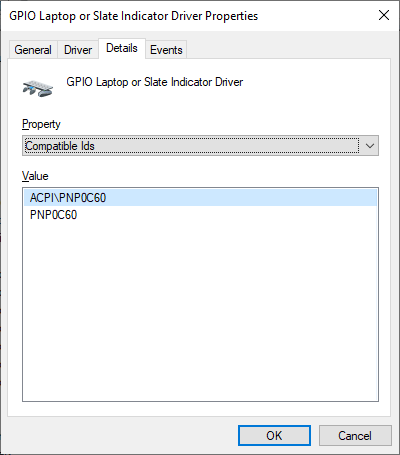 GPIO Laptop or Slate Indicator Driver Properties
General Driver Details Events
GPIO Laptop or Slate Indicator Driver
Property
Compatible Ids
Value
ACPI\PNP0C60
PNP0C60
OK Cancel